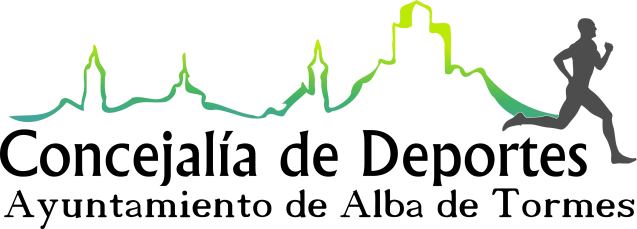 Concejalía de Deportes
Ayuntamiento de Alba de Tormes